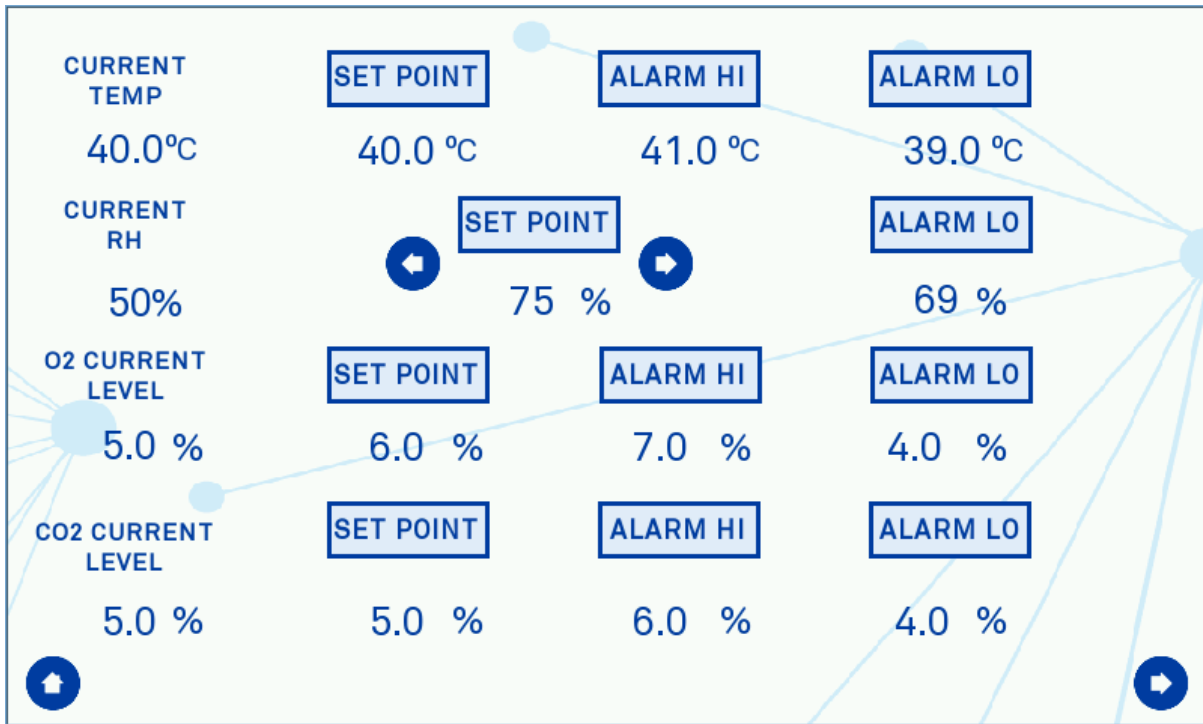 CURRENT TEMP
SET POINT
ALARM HI
ALARM LO
40.0ºC
40.0 ºC
41.0 ºC
39.0 ºC
CURRENT RH
SET POINT
ALARM LO
50%
75 %
69 %
O2 CURRENT LEVEL
SET POINT
ALARM HI
ALARM LO
5.0 %
6.0 %
7.0 %
4.0 %
CO2 CURRENT LEVEL
SET POINT
ALARM HI
ALARM LO
5.0 %
5.0 %
6.0 %
4.0 %